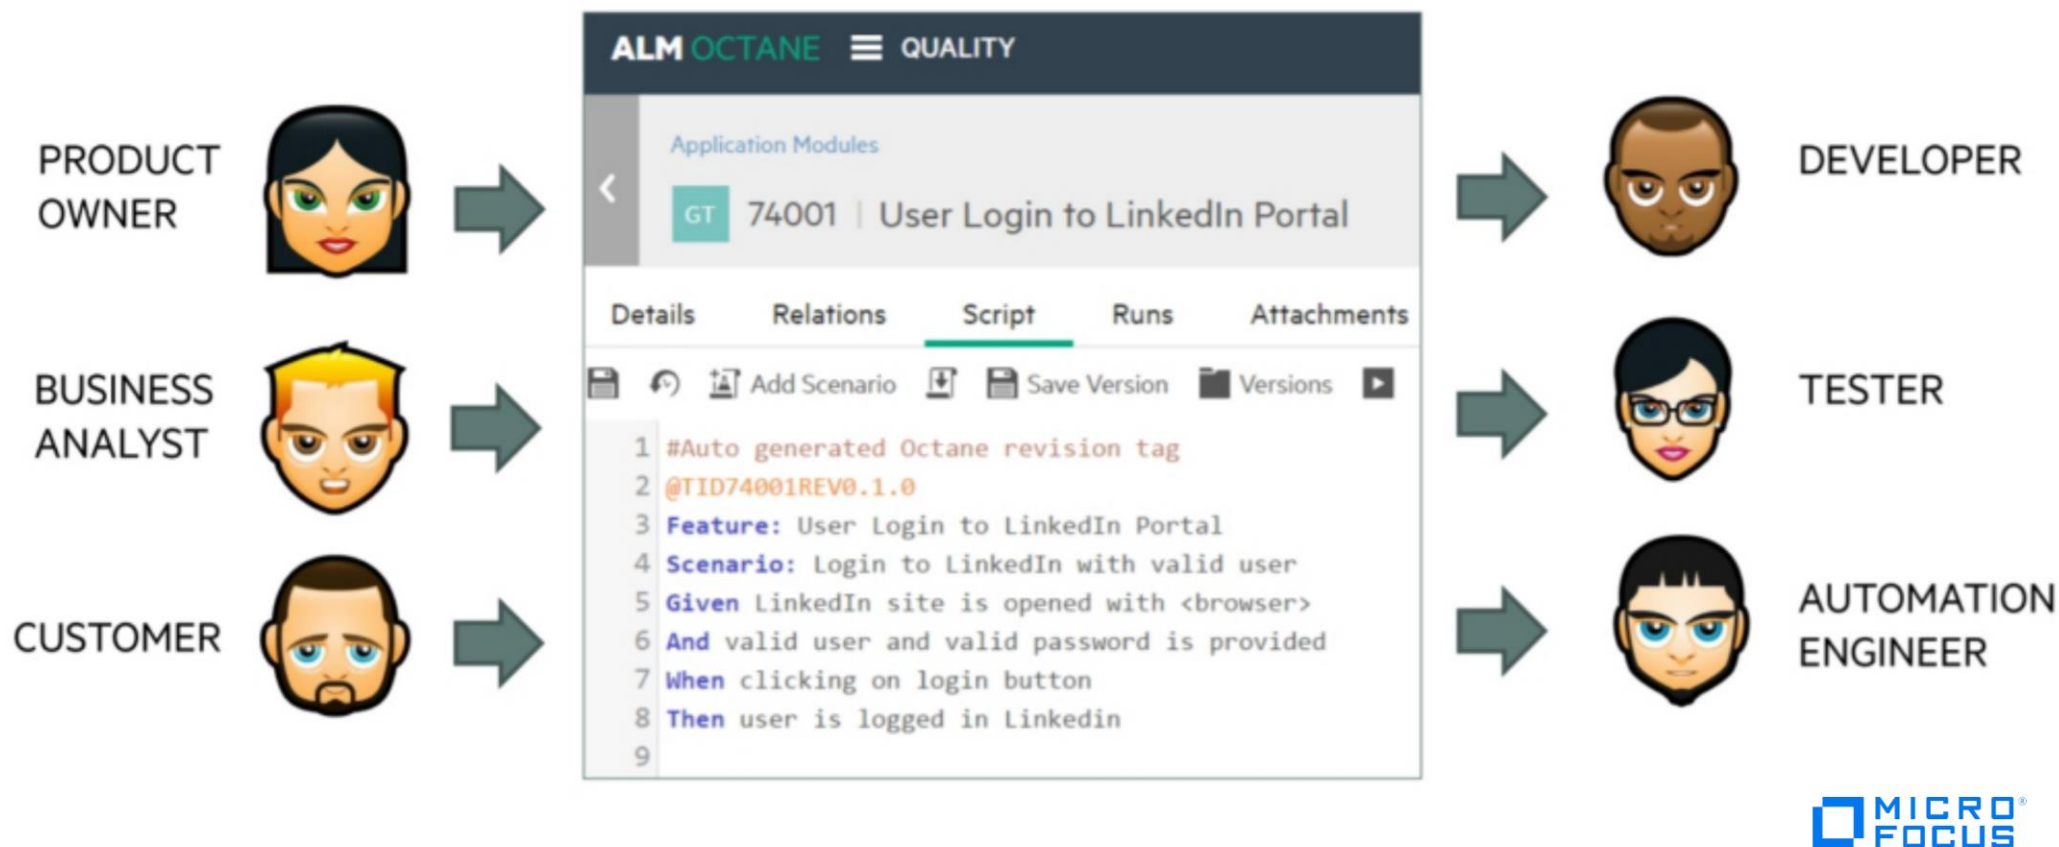 PRODUCT
OWNER
BUSINESS
ANALYST
CUSTOMER
ALM OCTANE QUALITY
Application Modules
GT 74001 | User Login to LinkedIn Portal
Details Relations Script Runs Attachments
Add Scenario Save Version Versions
1 #Auto generated Octane revision tag
2 @TID74001REV0.1.0
3 Feature: User Login to LinkedIn Portal
4 Scenario: Login to LinkedIn with valid user
5 Given LinkedIn site is opened with <browser>
6 And valid user and valid password is provided
7 When clicking on login button
8 Then user is logged in Linkedin
9
DEVELOPER
TESTER
AUTOMATION
ENGINEER
MICRO®
FOCUS